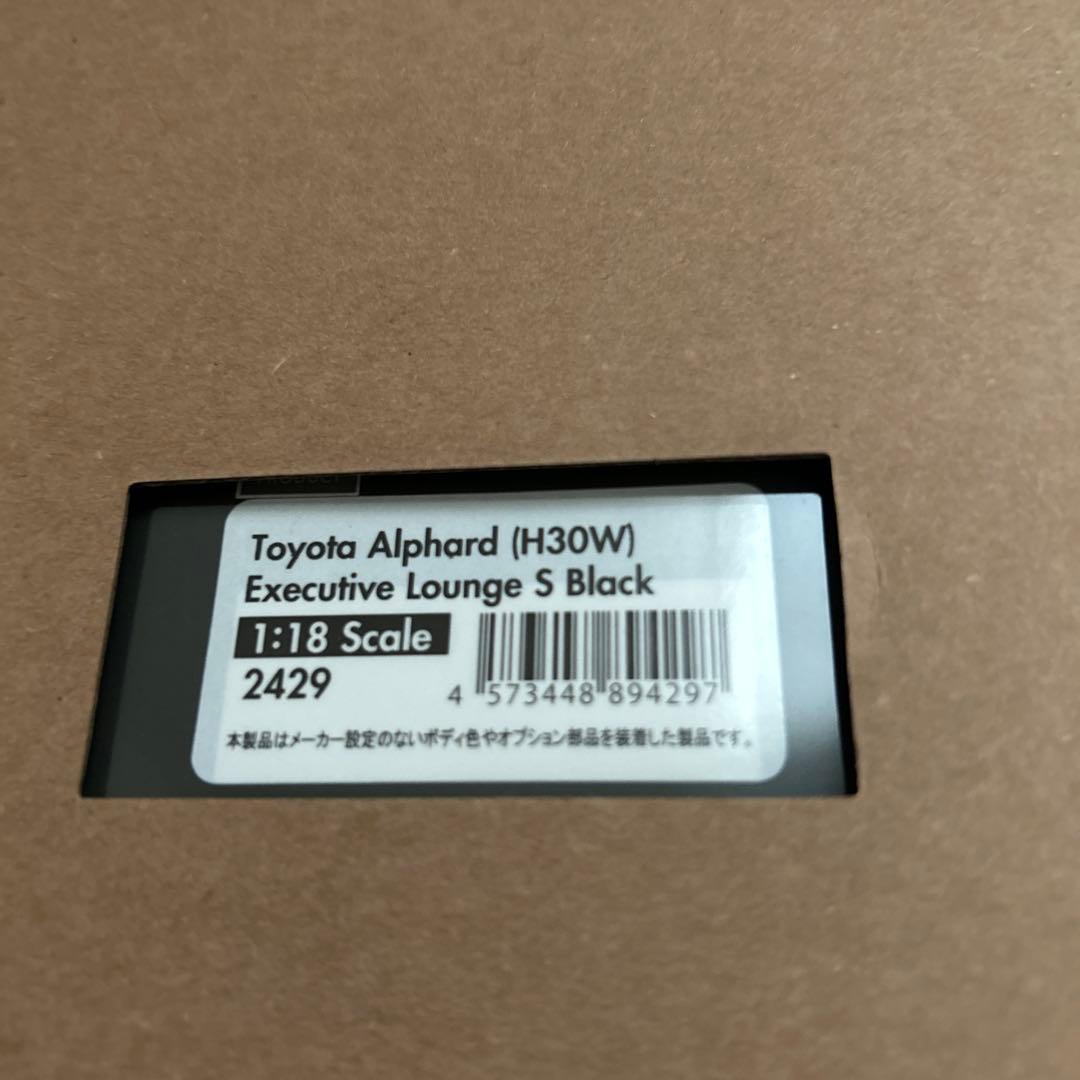 Toyota Alphard (H30W)
Executive Lounge S Black
1:18 Scale
2429
4 573448 894297
本製品はメーカー設定のないボディ色やオプション部品を装着した製品です。